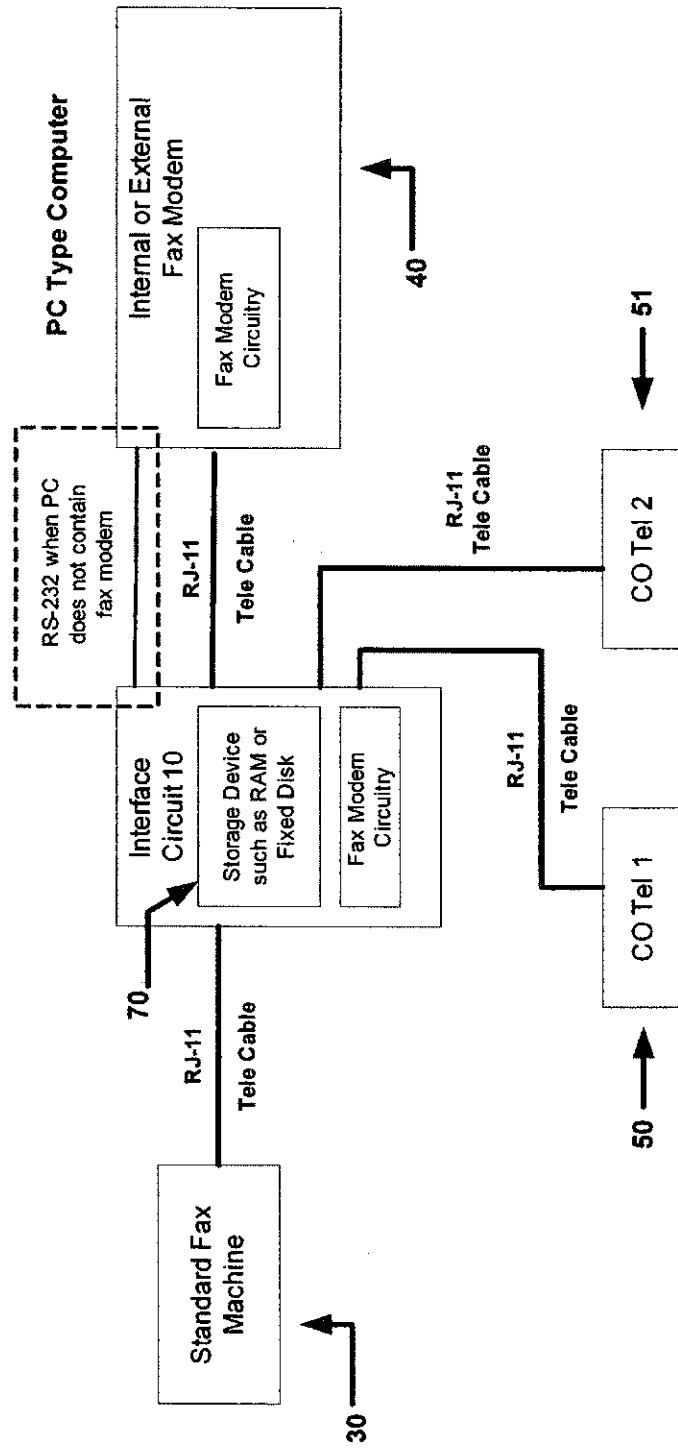 PC Type Computer
RS-232 when PC
does not contain
fax modem
Internal or External
Fax Modem
Fax Modem
Circuitry
40
RJ-11
Tele Cable
Interface
Circuit 10
Storage Device
such as RAM or
Fixed Disk
Fax Modem
Circuitry
70
RJ-11
Tele Cable
Standard Fax
Machine
30
RJ-11
Tele Cable
CO Tel 1
50
RJ-11
Tele Cable
CO Tel 2
51